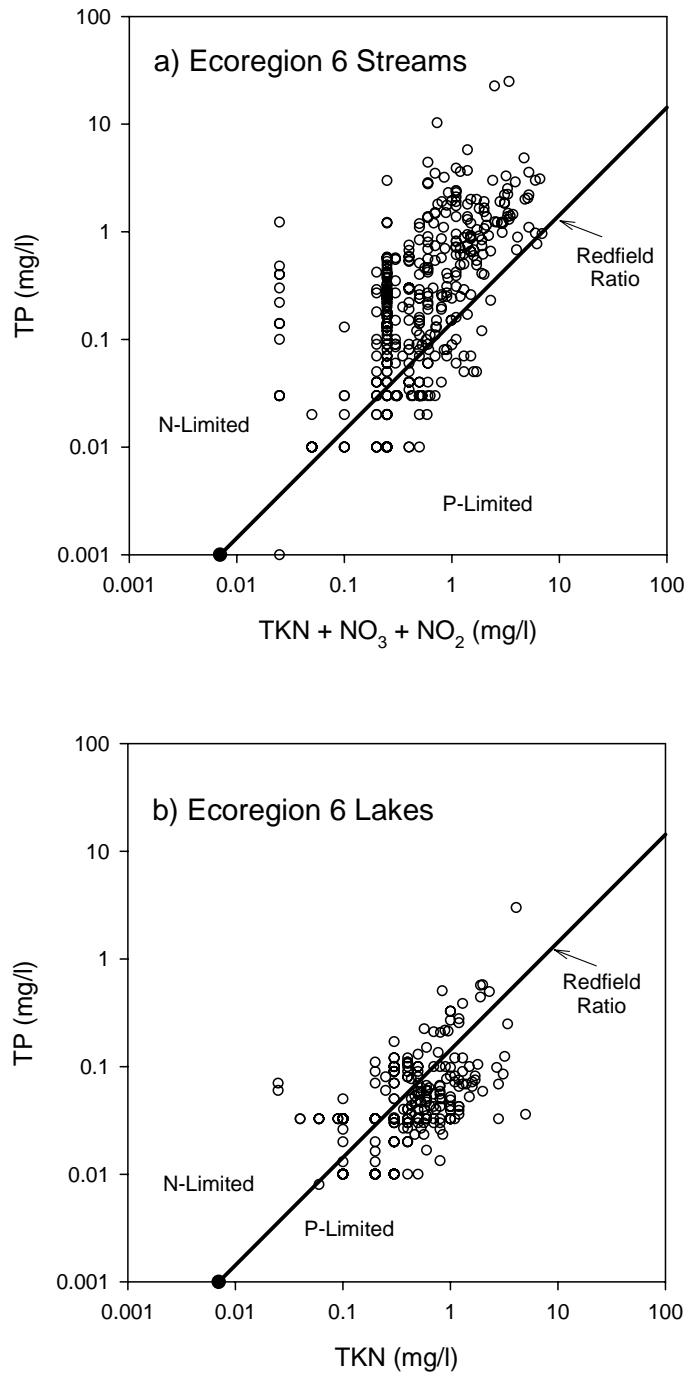 100
a) Ecoregion 6 Streams
10
1
Redfield
Ratio
TP (mg/l)
0.1
N-Limited
0.01
P-Limited
0.001
0.001 0.01 0.1 1 10 100
TKN + NO₃ + NO₂ (mg/l)
100
b) Ecoregion 6 Lakes
10
1
Redfield
Ratio
TP (mg/l)
0.1
0.01
N-Limited
P-Limited
0.001
0.001 0.01 0.1 1 10 100
TKN (mg/l)